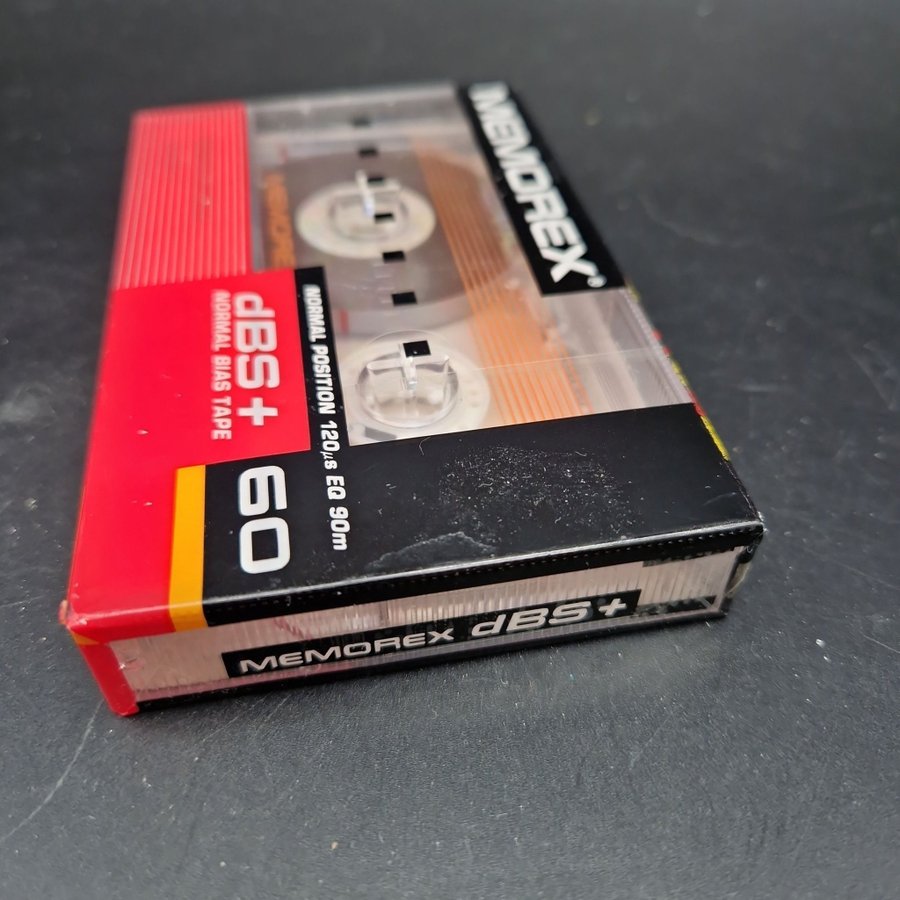 MEMOREX®
dBS+
NORMAL BIAS TAPE
NORMAL POSITION 120µs EQ 90m
60
MEMOREX dBS+